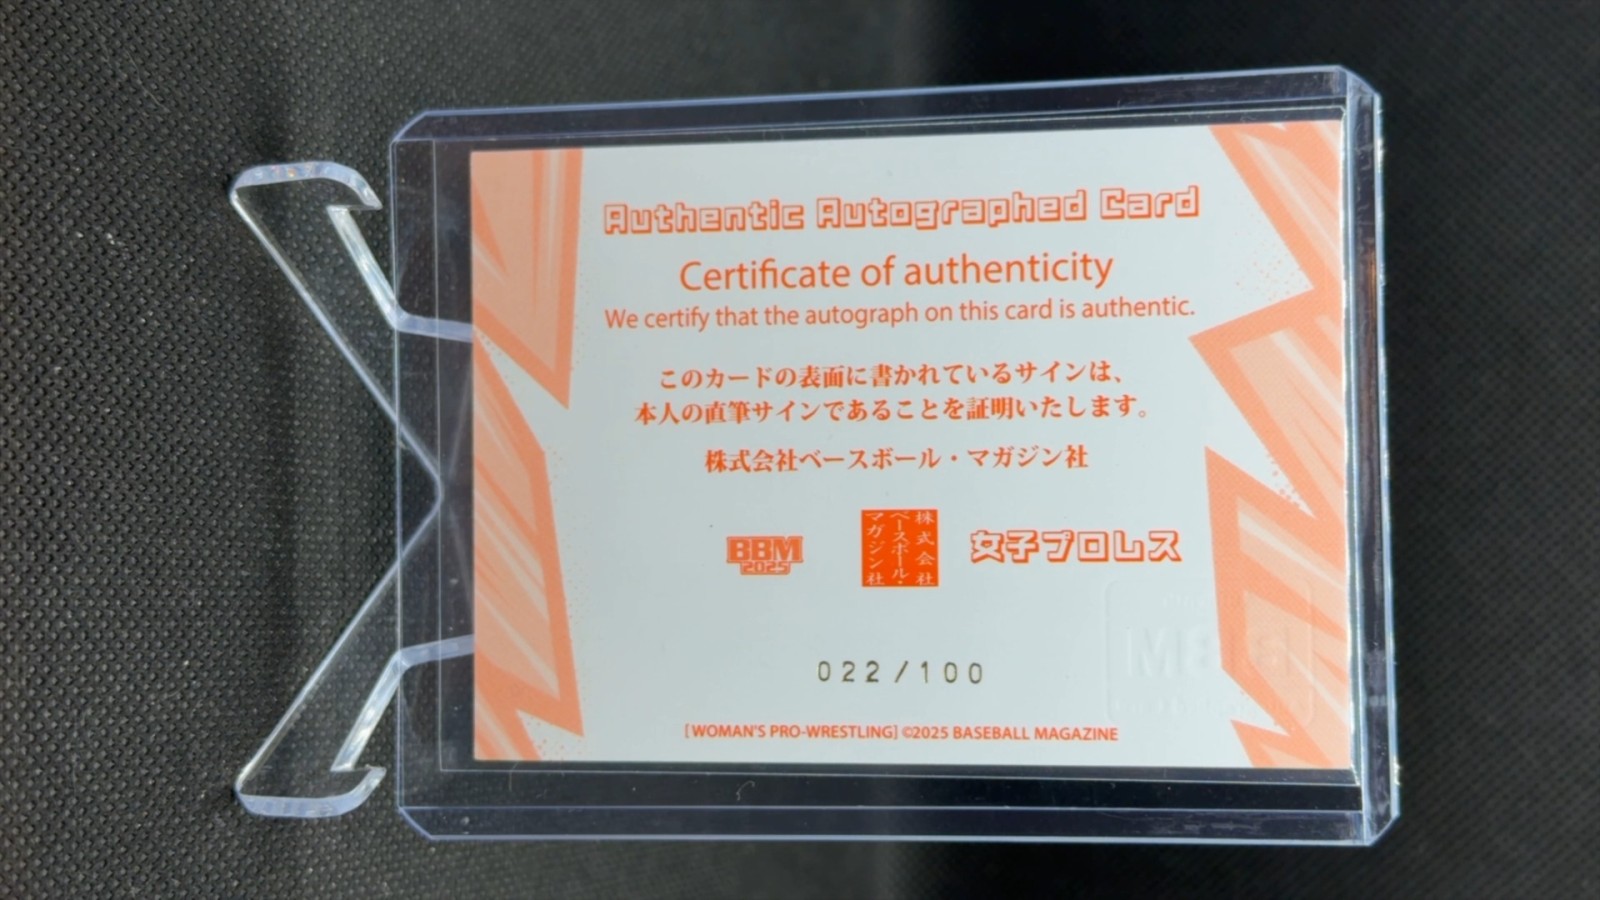 Authentic Autographed Card
Certificate of authenticity
We certify that the autograph on this card is authentic.
このカードの表面に書かれているサインは、
本人の直筆サインであることを証明いたします。
株式会社ベースボール・マガジン社
BBM
2025
株式会社
ベースボール・
マガジン社
女子プロレス
022/100
[WOMAN'S PRO-WRESTLING] ©2025 BASEBALL MAGAZINE